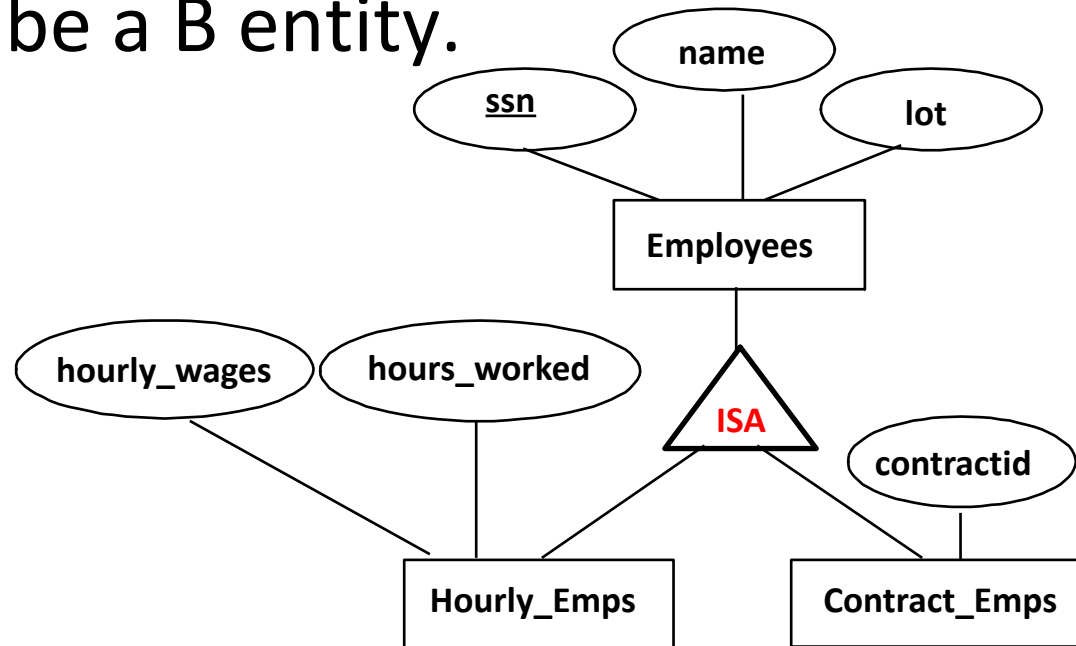 be a B entity.
name
ssn
lot
Employees
hourly_wages
hours_worked
ISA
contractid
Hourly_Emps
Contract_Emps